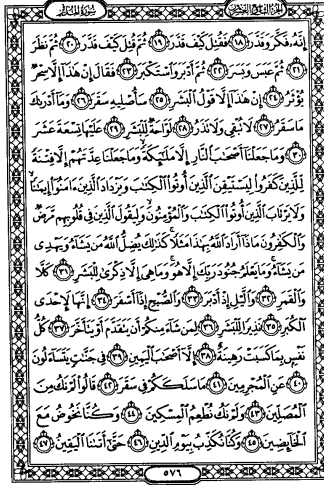 الجزء التاسع والعشرون سورة المدثر
إِنَّهُۥ فَكَّرَ وَقَدَّرَ ١٨ فَقُتِلَ كَيْفَ قَدَّرَ ١٩ ثُمَّ قُتِلَ كَيْفَ قَدَّرَ ٢٠ ثُمَّ نَظَرَ
٢١ ثُمَّ عَبَسَ وَبَسَرَ ٢٢ ثُمَّ أَدْبَرَ وَٱسْتَكْبَرَ ٢٣ فَقَالَ إِنْ هَٰذَآ إِلَّا سِحْرٌ
يُؤْثَرُ ٢٤ إِنْ هَٰذَآ إِلَّا قَوْلُ ٱلْبَشَرِ ٢٥ سَأُصْلِيهِ سَقَرَ ٢٦ وَمَآ أَدْرَىٰكَ
مَا سَقَرُ ٢٧ لَا تُبْقِى وَلَا تَذَرُ ٢٨ لَوَّاحَةٌ لِّلْبَشَرِ ٢٩ عَلَيْهَا تِسْعَةَ عَشَرَ
٣٠ وَمَا جَعَلْنَآ أَصْحَٰبَ ٱلنَّارِ إِلَّا مَلَٰٓئِكَةً وَمَا جَعَلْنَا عِدَّتَهُمْ إِلَّا فِتْنَةً
لِّلَّذِينَ كَفَرُوا۟ لِيَسْتَيْقِنَ ٱلَّذِينَ أُوتُوا۟ ٱلْكِتَٰبَ وَيَزْدَادَ ٱلَّذِينَ ءَامَنُوٓا۟ إِيمَٰنًا
وَلَا يَرْتَابَ ٱلَّذِينَ أُوتُوا۟ ٱلْكِتَٰبَ وَٱلْمُؤْمِنُونَ وَلِيَقُولَ ٱلَّذِينَ فِى قُلُوبِهِم مَّرَضٌ
وَٱلْكَٰفِرُونَ مَاذَآ أَرَادَ ٱللَّهُ بِهَٰذَا مَثَلًا كَذَٰلِكَ يُضِلُّ ٱللَّهُ مَن يَشَآءُ وَيَهْدِى
مَن يَشَآءُ وَمَا يَعْلَمُ جُنُودَ رَبِّكَ إِلَّا هُوَ وَمَا هِىَ إِلَّا ذِكْرَىٰ لِلْبَشَرِ ٣١ كَلَّا
وَٱلْقَمَرِ ٣٢ وَٱلَّيْلِ إِذْ أَدْبَرَ ٣٣ وَٱلصُّبْحِ إِذَآ أَسْفَرَ ٣٤ إِنَّهَا لَإِحْدَى
ٱلْكُبَرِ ٣٥ نَذِيرًا لِّلْبَشَرِ ٣٦ لِمَن شَآءَ مِنكُمْ أَن يَتَقَدَّمَ أَوْ يَتَأَخَّرَ ٣٧ كُلُّ
نَفْسٍۭ بِمَا كَسَبَتْ رَهِينَةٌ ٣٨ إِلَّآ أَصْحَٰبَ ٱلْيَمِينِ ٣٩ فِى جَنَّٰتٍ يَتَسَآءَلُونَ
٤٠ عَنِ ٱلْمُجْرِمِينَ ٤١ مَا سَلَكَكُمْ فِى سَقَرَ ٤٢ قَالُوا۟ لَمْ نَكُ مِنَ
ٱلْمُصَلِّينَ ٤٣ وَلَمْ نَكُ نُطْعِمُ ٱلْمِسْكِينَ ٤٤ وَكُنَّا نَخُوضُ مَعَ
ٱلْخَآئِضِينَ ٤٥ وَكُنَّا نُكَذِّبُ بِيَوْمِ ٱلدِّينِ ٤٦ حَتَّىٰٓ أَتَىٰنَا ٱلْيَقِينُ ٤٧
٥٧٦